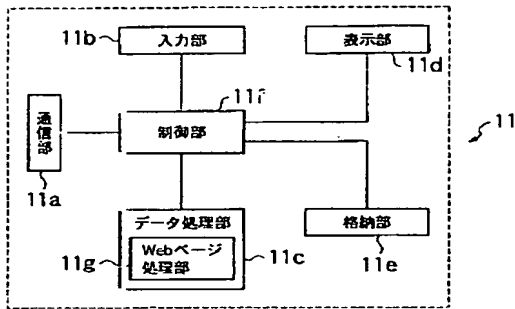 11b
入力部
表示部
11d
11f
11
通信部
制御部
11a
データ処理部
Webページ
処理部
11g
11c
格納部
11e